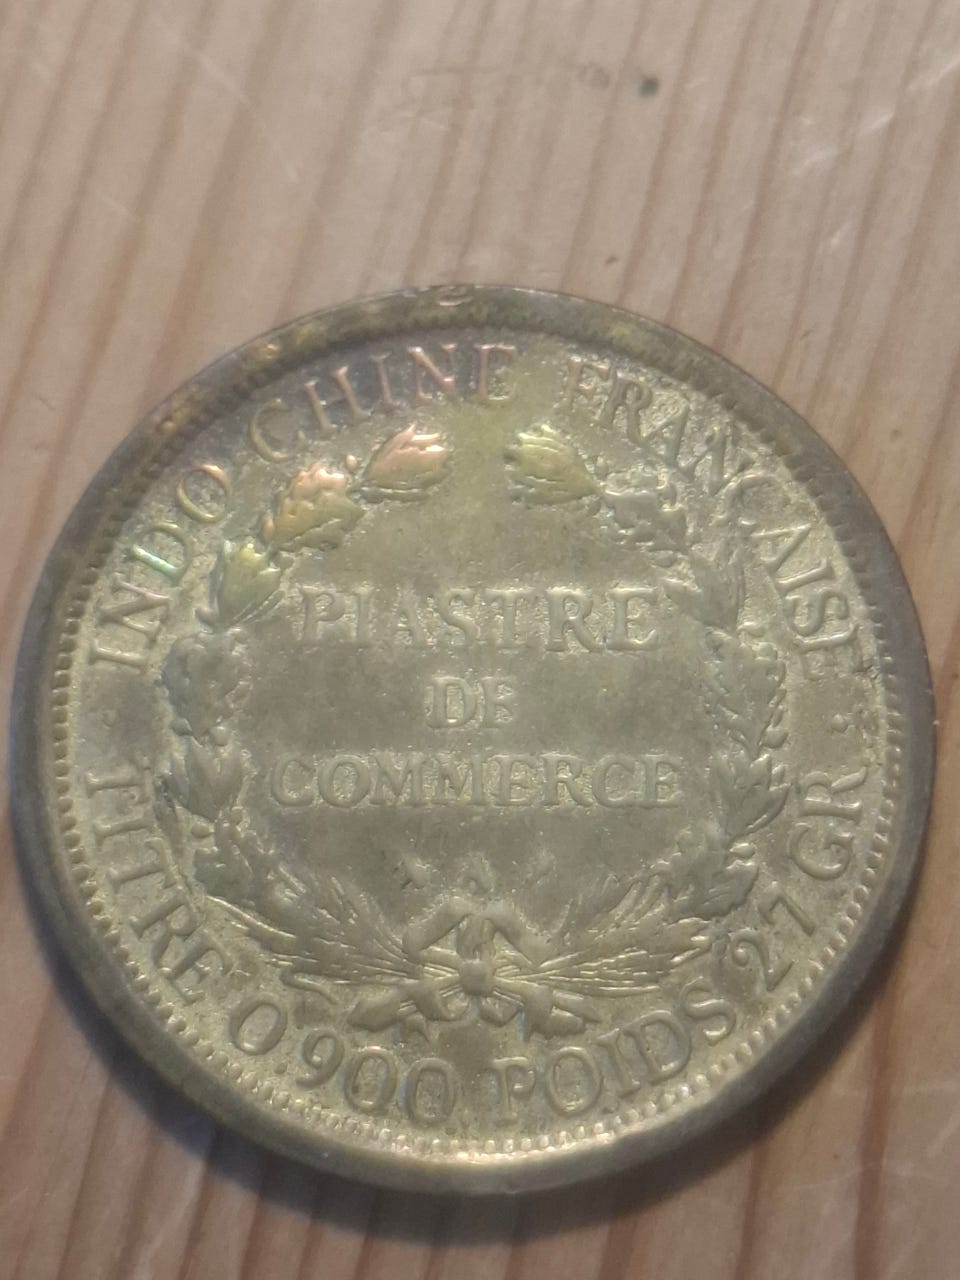 INDO CHINE FRANÇAISE
PIASTRE
DE
COMMERCE
TITRE 0.900 POIDS 27 GR.